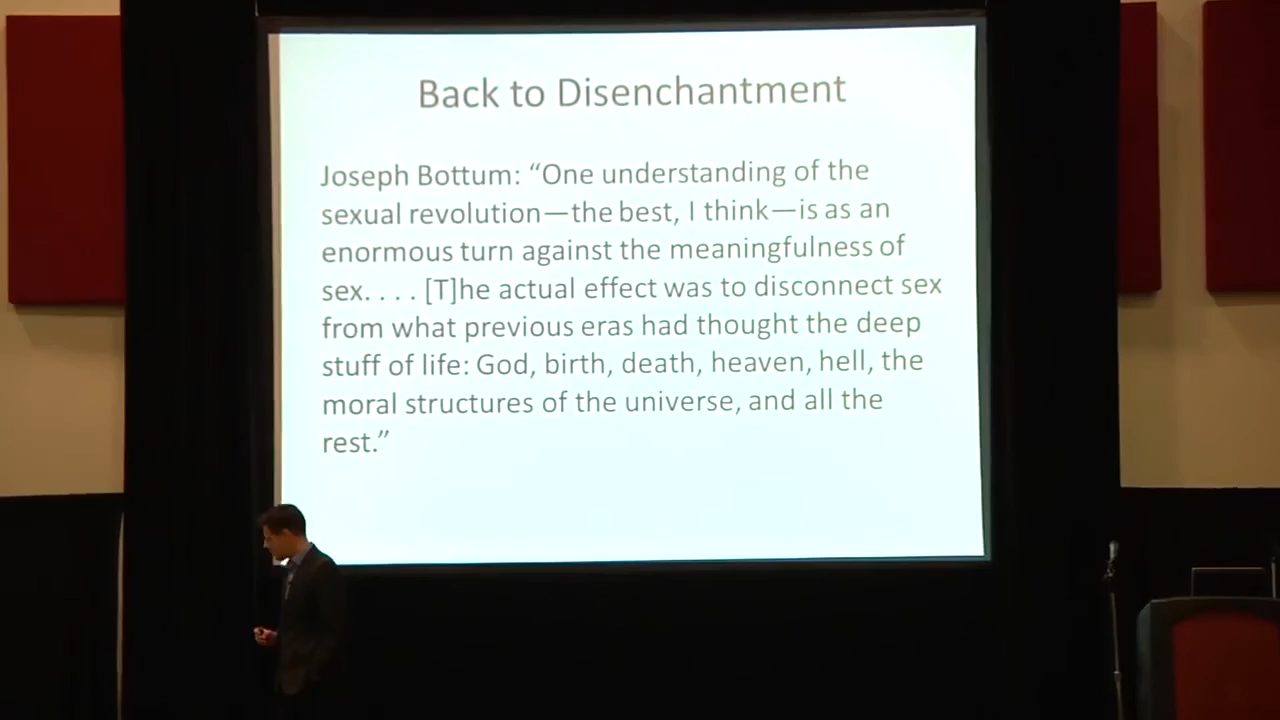 Back to Disenchantment
Joseph Bottum: “One understanding of the
sexual revolution—the best, I think—is as an
enormous turn against the meaningfulness of
sex. . . . [T]he actual effect was to disconnect sex
from what previous eras had thought the deep
stuff of life: God, birth, death, heaven, hell, the
moral structures of the universe, and all the
rest.”